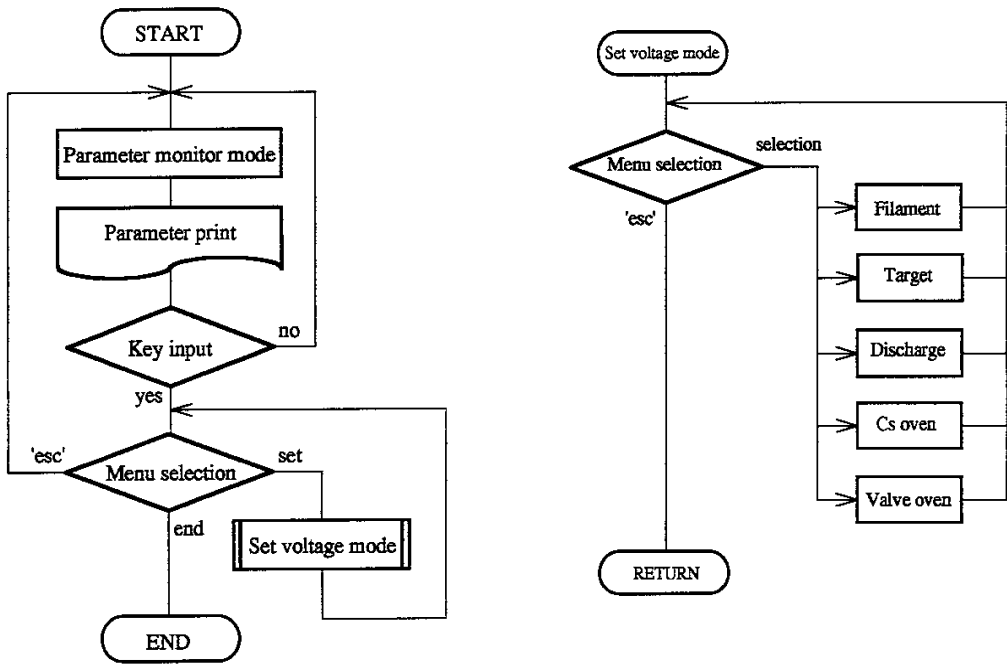 START
Parameter monitor mode
Parameter print
Key input
no
yes
'esc'
Menu selection
set
end
Set voltage mode
END
Set voltage mode
Menu selection
selection
'esc'
Filament
Target
Discharge
Cs oven
Valve oven
RETURN